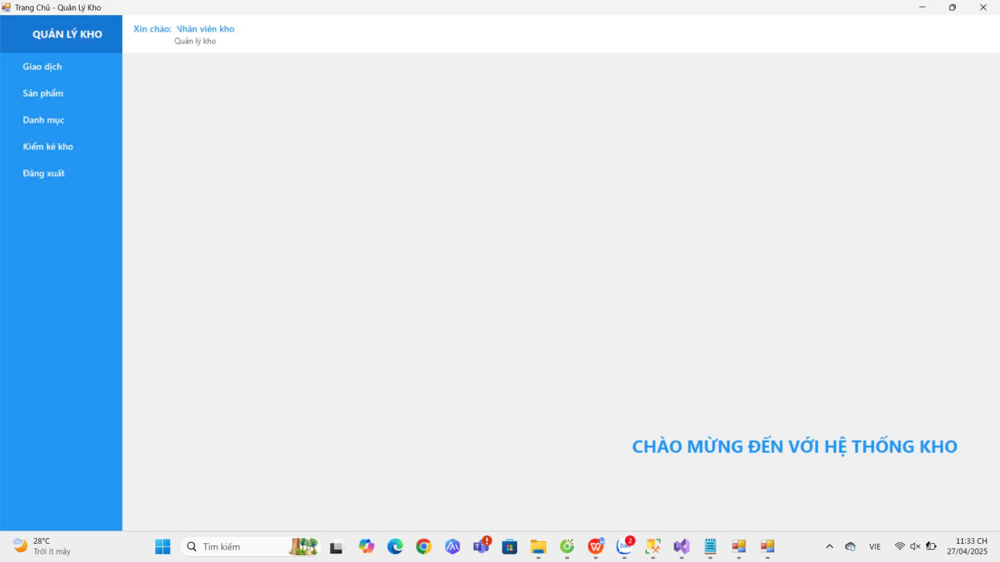 Trang Chủ - Quản Lý Kho
QUẢN LÝ KHO
Xin chào: Nhân viên kho
Quản lý kho
Giao dịch
Sản phẩm
Danh mục
Kiểm kê kho
Đăng xuất
CHÀO MỪNG ĐẾN VỚI HỆ THỐNG KHO
28°C
Trời ít mây
Tìm kiếm
Zalo
2
VIE
11:33 CH
27/04/2025